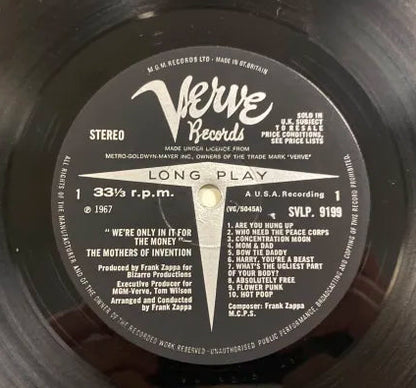 M.G.M. RECORDS LTD · MADE IN GT. BRITAIN
Verve
Records
STEREO
SOLD IN
U.K. SUBJECT
TO RESALE
PRICE CONDITIONS,
SEE PRICE LISTS
MADE UNDER LICENCE FROM
METRO-GOLDWYN-MAYER INC., OWNERS OF THE TRADE MARK "VERVE"
LONG PLAY
1 33⅓ r.p.m.
A U.S.A. Recording 1
℗ 1967
(VG/5045A)
SVLP. 9199
"WE'RE ONLY IN IT FOR
THE MONEY"—
THE MOTHERS OF INVENTION
Produced by Frank Zappa for
Bizarre Productions
Executive Producer for
MGM-Verve, Tom Wilson
Arranged and Conducted
by Frank Zappa
1. ARE YOU HUNG UP
2. WHO NEED THE PEACE CORPS
3. CONCENTRATION MOON
4. MOM & DAD
5. BOW TIE DADDY
6. HARRY, YOU'RE A BEAST
7. WHAT'S THE UGLIEST PART
OF YOUR BODY?
8. ABSOLUTELY FREE
9. FLOWER PUNK
10. HOT POOP
Composer: Frank Zappa
M.C.P.S.
ALL RIGHTS OF THE MANUFACTURER AND OF THE OWNER OF THE RECORDED WORK RESERVED—UNAUTHORISED PUBLIC PERFORMANCE, BROADCASTING AND COPYING OF THIS RECORD PROHIBITED